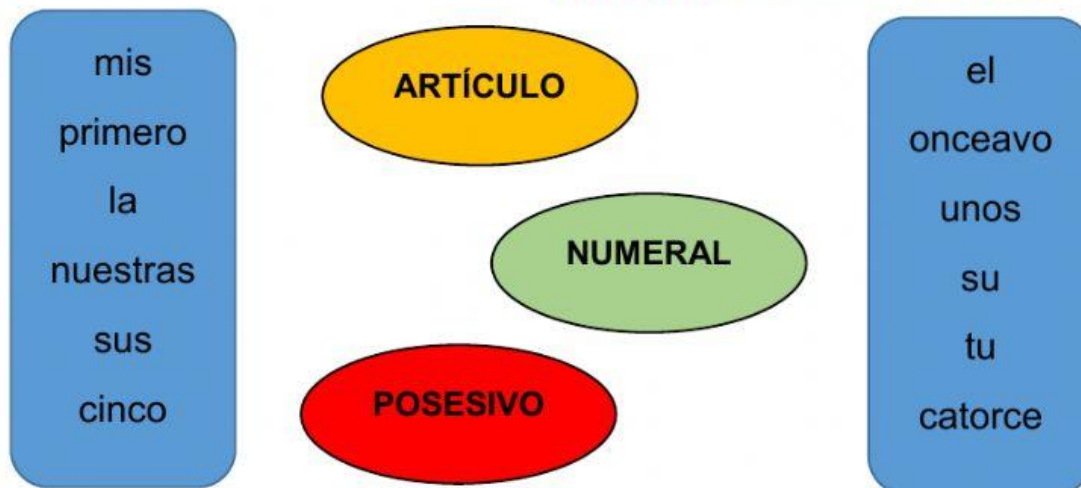 mis
primero
la
nuestras
sus
cinco
ARTÍCULO
NUMERAL
POSESIVO
el
onceavo
unos
su
tu
catorce